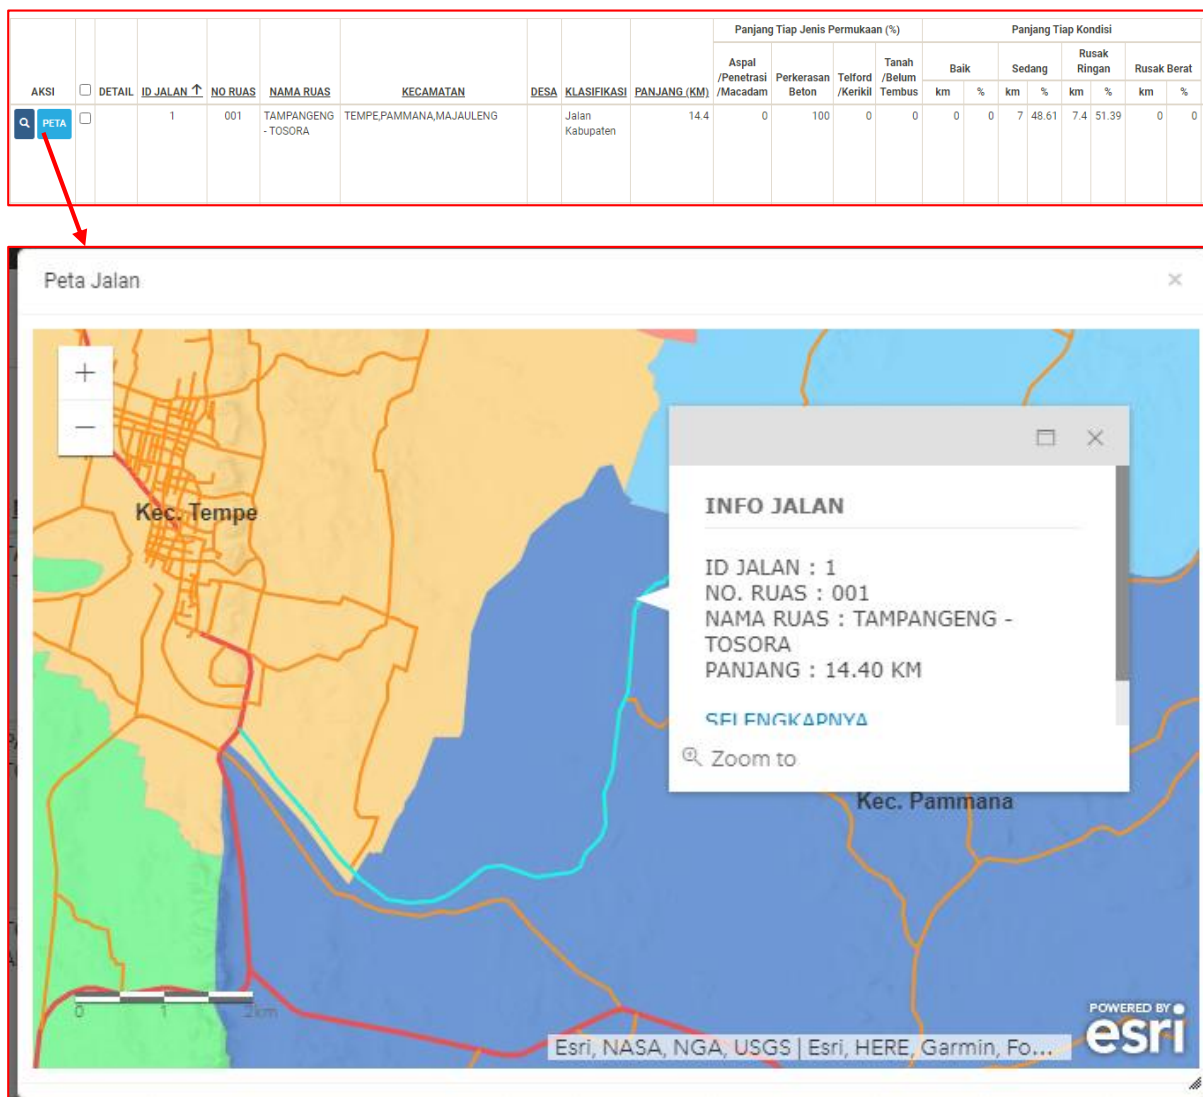 Panjang Tiap Jenis Permukaan (%) Panjang Tiap Kondisi
AKSI DETAIL ID JALAN ↑ NO RUAS NAMA RUAS KECAMATAN DESA KLASIFIKASI PANJANG (KM) Aspal /Penetrasi /Macadam Perkerasan Beton Telford /Kerikil Tanah /Belum Tembus Baik Sedang Rusak Ringan Rusak Berat
km % km % km % km %
PETA 1 001 TAMPANGENG - TOSORA TEMPE,PAMMANA,MAJAULENG Jalan Kabupaten 14.4 0 100 0 0 0 0 7 48.61 7.4 51.39 0 0
Peta Jalan ×
+
−
Kec. Tempe
INFO JALAN
ID JALAN : 1
NO. RUAS : 001
NAMA RUAS : TAMPANGENG -
TOSORA
PANJANG : 14.40 KM
SELENGKAPNYA
Zoom to
Kec. Pammana
0 1 2km
POWERED BY
esri
Esri, NASA, NGA, USGS | Esri, HERE, Garmin, Fo...